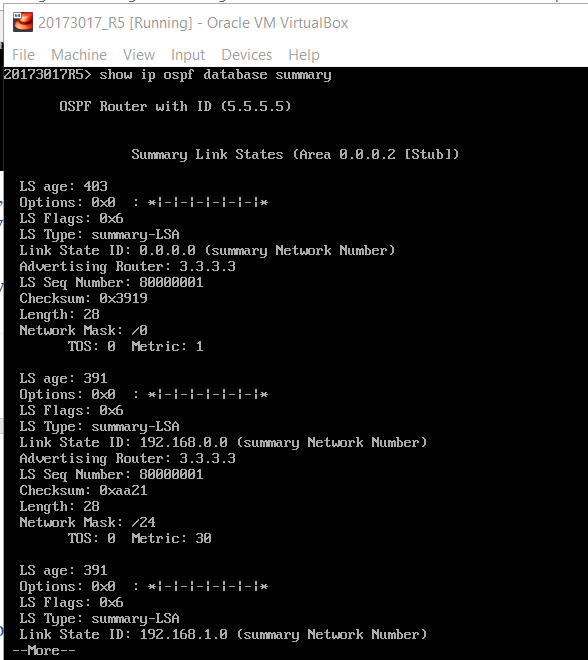 20173017_R5 [Running] - Oracle VM VirtualBox
File Machine View Input Devices Help
20173017R5> show ip ospf database summary
OSPF Router with ID (5.5.5.5)
Summary Link States (Area 0.0.0.2 [Stub])
LS age: 403
Options: 0x0 : *|-|-|-|-|-|-|*
LS Flags: 0x6
LS Type: summary-LSA
Link State ID: 0.0.0.0 (summary Network Number)
Advertising Router: 3.3.3.3
LS Seq Number: 80000001
Checksum: 0x3919
Length: 28
Network Mask: /0
TOS: 0 Metric: 1
LS age: 391
Options: 0x0 : *|-|-|-|-|-|-|*
LS Flags: 0x6
LS Type: summary-LSA
Link State ID: 192.168.0.0 (summary Network Number)
Advertising Router: 3.3.3.3
LS Seq Number: 80000001
Checksum: 0xaa21
Length: 28
Network Mask: /24
TOS: 0 Metric: 30
LS age: 391
Options: 0x0 : *|-|-|-|-|-|-|*
LS Flags: 0x6
LS Type: summary-LSA
Link State ID: 192.168.1.0 (summary Network Number)
--More--